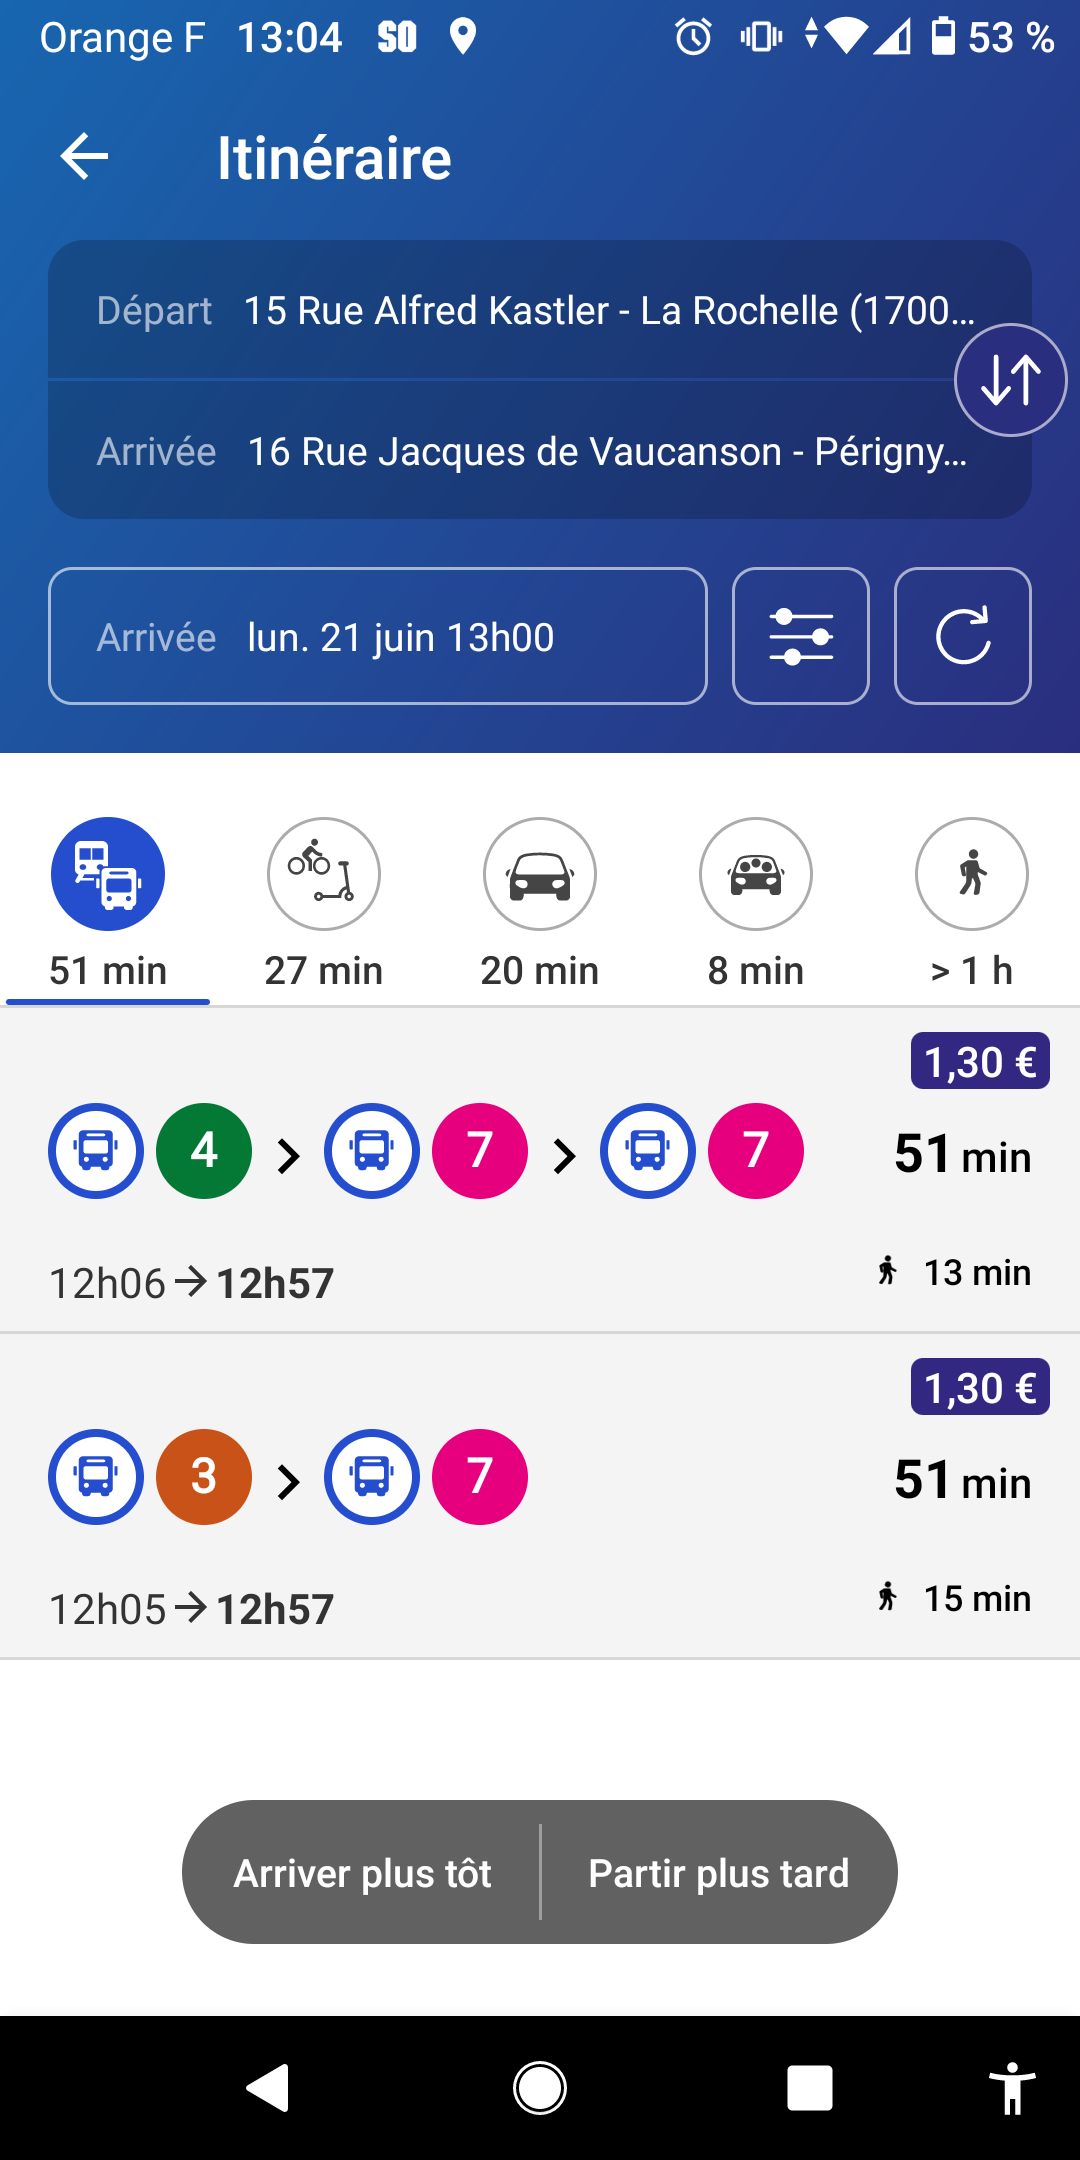 Orange F 13:04 53 %
Itinéraire
Départ 15 Rue Alfred Kastler - La Rochelle (1700…
Arrivée 16 Rue Jacques de Vaucanson - Périgny…
Arrivée lun. 21 juin 13h00
51 min 27 min 20 min 8 min > 1 h
1,30 €
4 7 7 51 min
12h06 → 12h57 13 min
1,30 €
3 7 51 min
12h05 → 12h57 15 min
Arriver plus tôt Partir plus tard